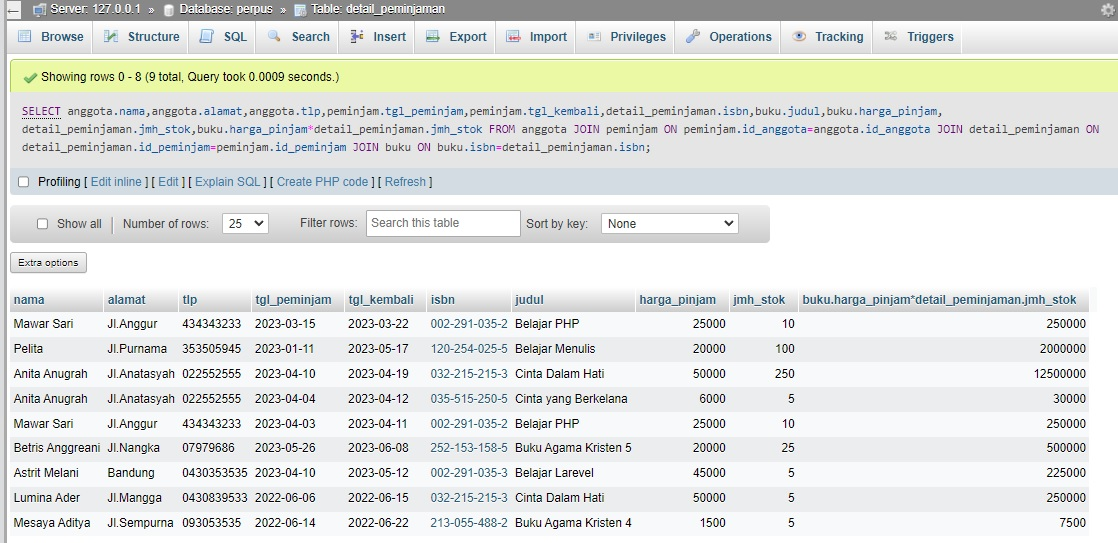 Server: 127.0.0.1 » Database: perpus » Table: detail_peminjaman
Browse Structure SQL Search Insert Export Import Privileges Operations Tracking Triggers
Showing rows 0 - 8 (9 total, Query took 0.0009 seconds.)
SELECT anggota.nama,anggota.alamat,anggota.tlp,peminjam.tgl_peminjam,peminjam.tgl_kembali,detail_peminjaman.isbn,buku.judul,buku.harga_pinjam,
detail_peminjaman.jmh_stok,buku.harga_pinjam*detail_peminjaman.jmh_stok FROM anggota JOIN peminjam ON peminjam.id_anggota=anggota.id_anggota JOIN detail_peminjaman ON
detail_peminjaman.id_peminjam=peminjam.id_peminjam JOIN buku ON buku.isbn=detail_peminjaman.isbn;
Profiling [ Edit inline ] [ Edit ] [ Explain SQL ] [ Create PHP code ] [ Refresh ]
Show all Number of rows: 25 Filter rows: Search this table Sort by key: None
Extra options
nama alamat tlp tgl_peminjam tgl_kembali isbn judul harga_pinjam jmh_stok buku.harga_pinjam*detail_peminjaman.jmh_stok
Mawar Sari Jl.Anggur 434343233 2023-03-15 2023-03-22 002-291-035-2 Belajar PHP 25000 10 250000
Pelita Jl.Purnama 353505945 2023-01-11 2023-05-17 120-254-025-5 Belajar Menulis 20000 100 2000000
Anita Anugrah Jl.Anatasyah 022552555 2023-04-10 2023-04-19 032-215-215-3 Cinta Dalam Hati 50000 250 12500000
Anita Anugrah Jl.Anatasyah 022552555 2023-04-04 2023-04-12 035-515-250-5 Cinta yang Berkelana 6000 5 30000
Mawar Sari Jl.Anggur 434343233 2023-04-03 2023-04-11 002-291-035-2 Belajar PHP 25000 10 250000
Betris Anggreani Jl.Nangka 07979686 2023-05-26 2023-06-08 252-153-158-5 Buku Agama Kristen 5 20000 25 500000
Astrit Melani Bandung 0430353535 2023-04-10 2023-05-12 002-291-035-3 Belajar Larevel 45000 5 225000
Lumina Ader Jl.Mangga 0430839533 2022-06-06 2022-06-15 032-215-215-3 Cinta Dalam Hati 50000 5 250000
Mesaya Aditya Jl.Sempurna 093053535 2022-06-14 2022-06-22 213-055-488-2 Buku Agama Kristen 4 1500 5 7500